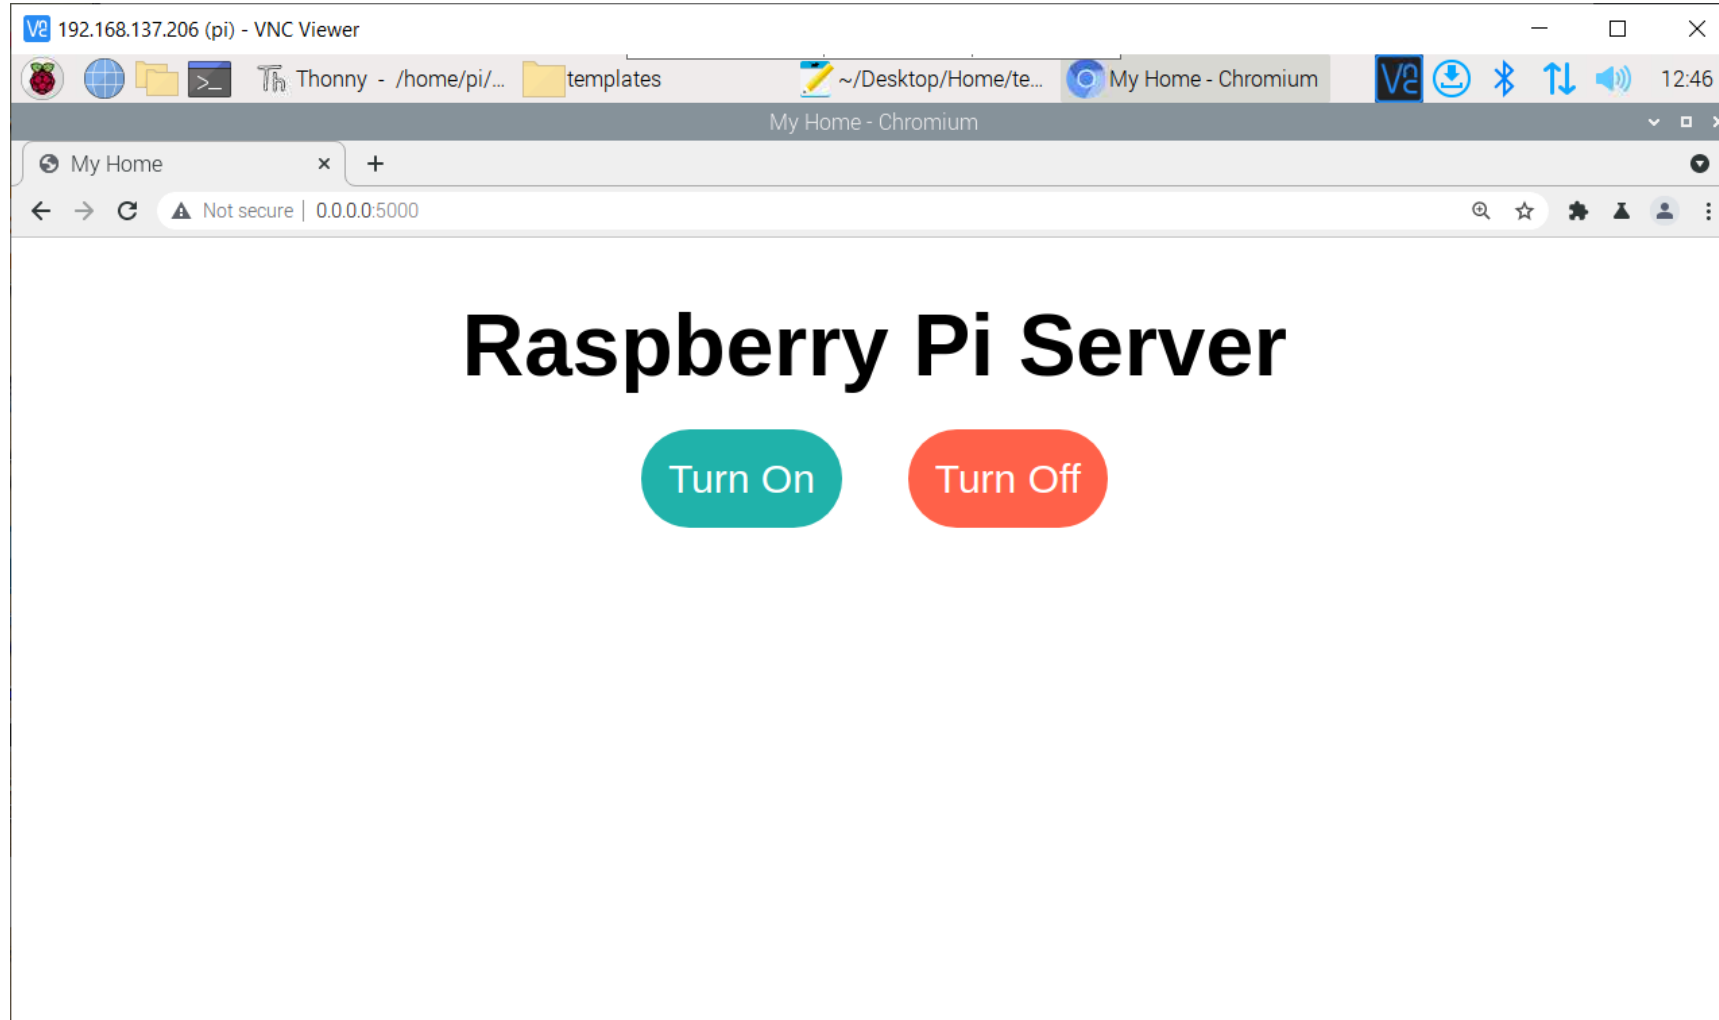 192.168.137.206 (pi) - VNC Viewer
Thonny - /home/pi/... templates ~/Desktop/Home/te... My Home - Chromium 12:46
My Home - Chromium
My Home
Not secure 0.0.0.0:5000
Raspberry Pi Server
Turn On Turn Off